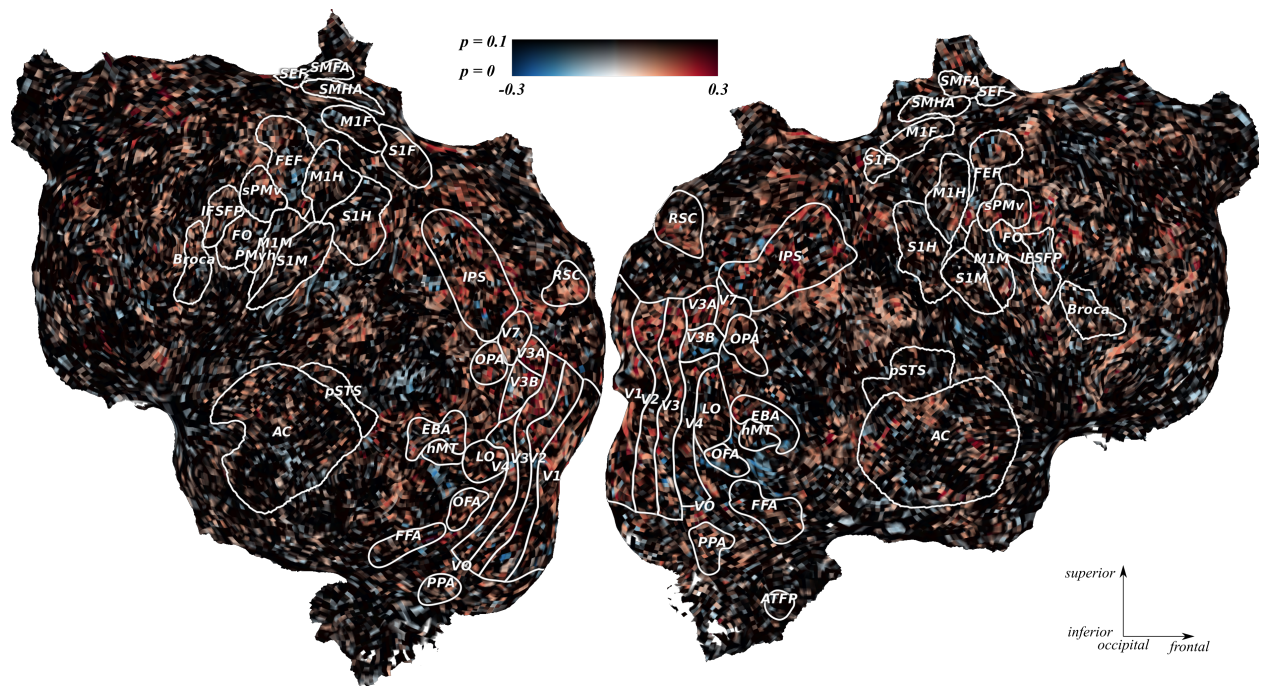 p = 0.1
p = 0
-0.3
0.3
SEF
SMFA
SMHA
M1F
S1F
FEF
M1H
sPMv
S1H
IFSFP
FO
M1M
PMvh
S1M
Broca
IPS
RSC
V7
V3A
OPA
V3B
pSTS
AC
EBA
hMT
LO
V4
V3
V2
V1
OFA
FFA
VO
PPA
SMFA
SEF
SMHA
M1F
S1F
FEF
M1H
sPMv
RSC
S1H
FO
IFSFP
M1M
S1M
IPS
V3A
V7
Broca
V3B
OPA
pSTS
V1
V2
V3
LO
V4
EBA
hMT
AC
OFA
VO
FFA
PPA
ATFP
superior
inferior
occipital
frontal